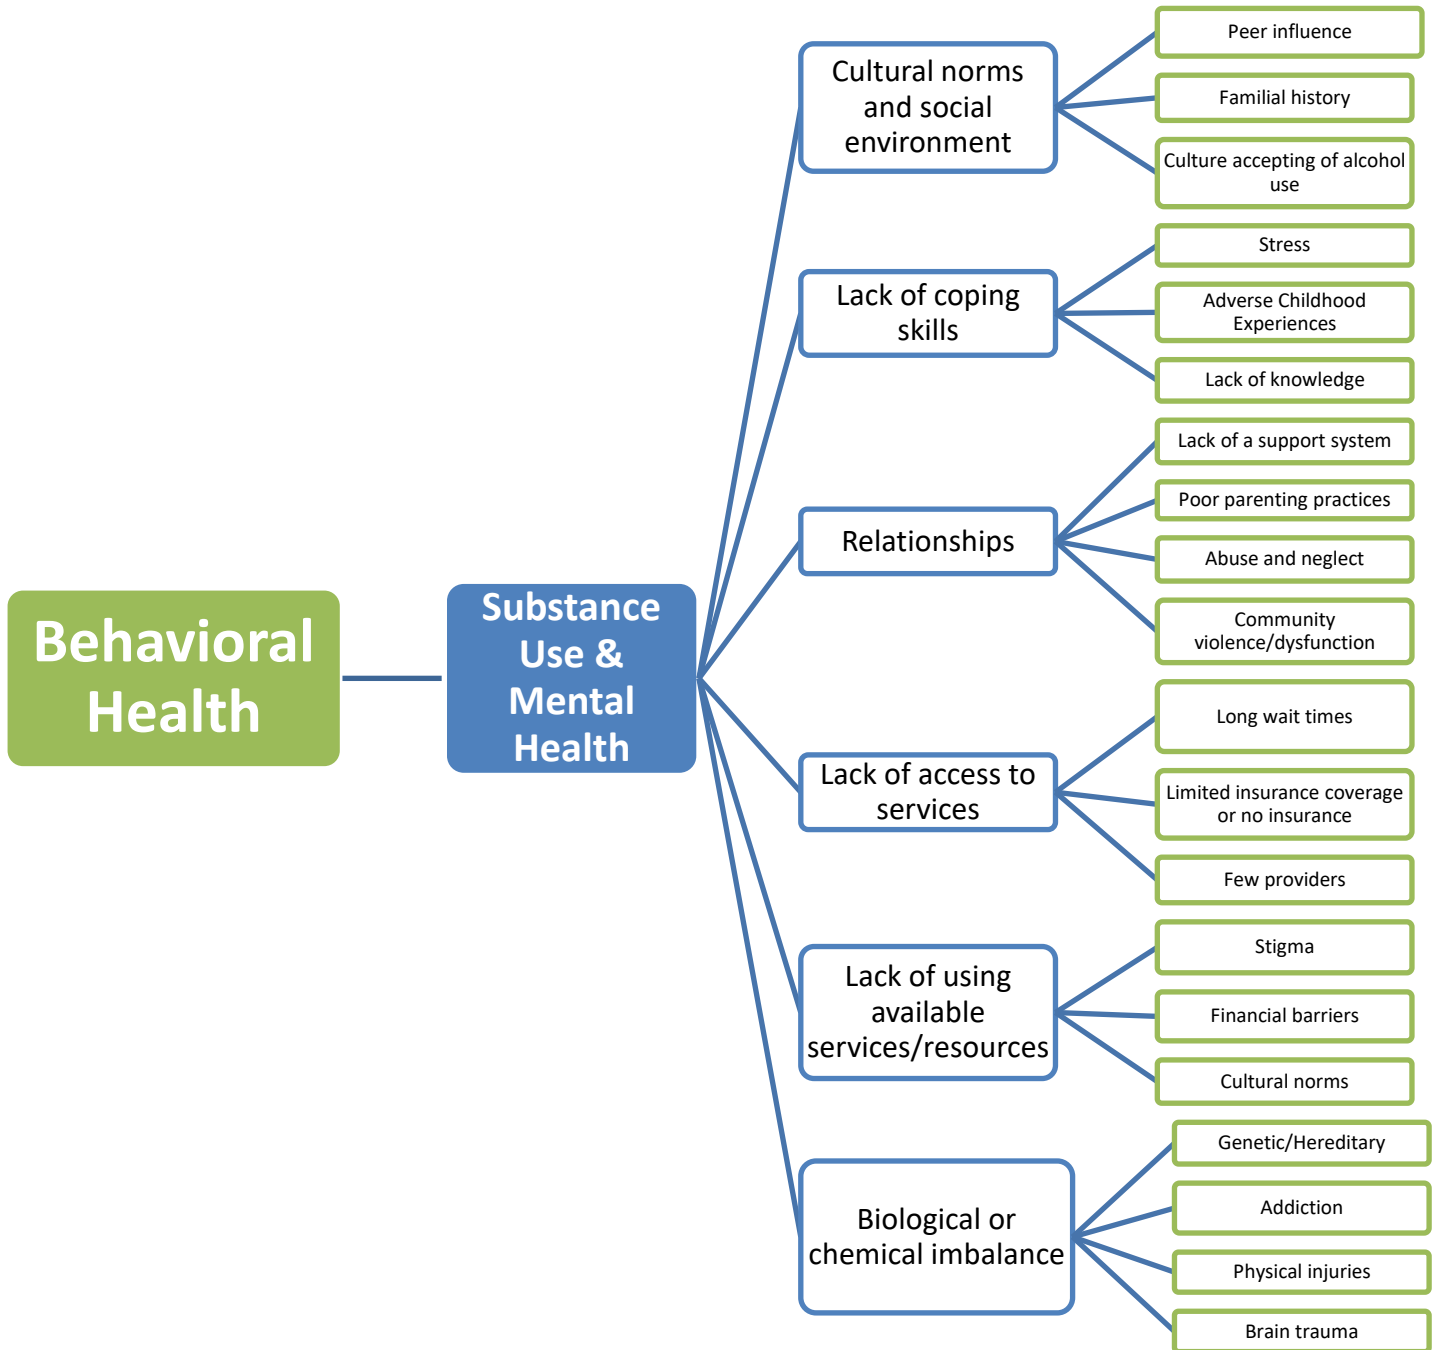 Behavioral
Health
Substance
Use &
Mental
Health
Cultural norms
and social
environment
Peer influence
Familial history
Culture accepting of alcohol
use
Lack of coping
skills
Stress
Adverse Childhood
Experiences
Lack of knowledge
Relationships
Lack of a support system
Poor parenting practices
Abuse and neglect
Community
violence/dysfunction
Lack of access to
services
Long wait times
Limited insurance coverage
or no insurance
Few providers
Lack of using
available
services/resources
Stigma
Financial barriers
Cultural norms
Biological or
chemical imbalance
Genetic/Hereditary
Addiction
Physical injuries
Brain trauma